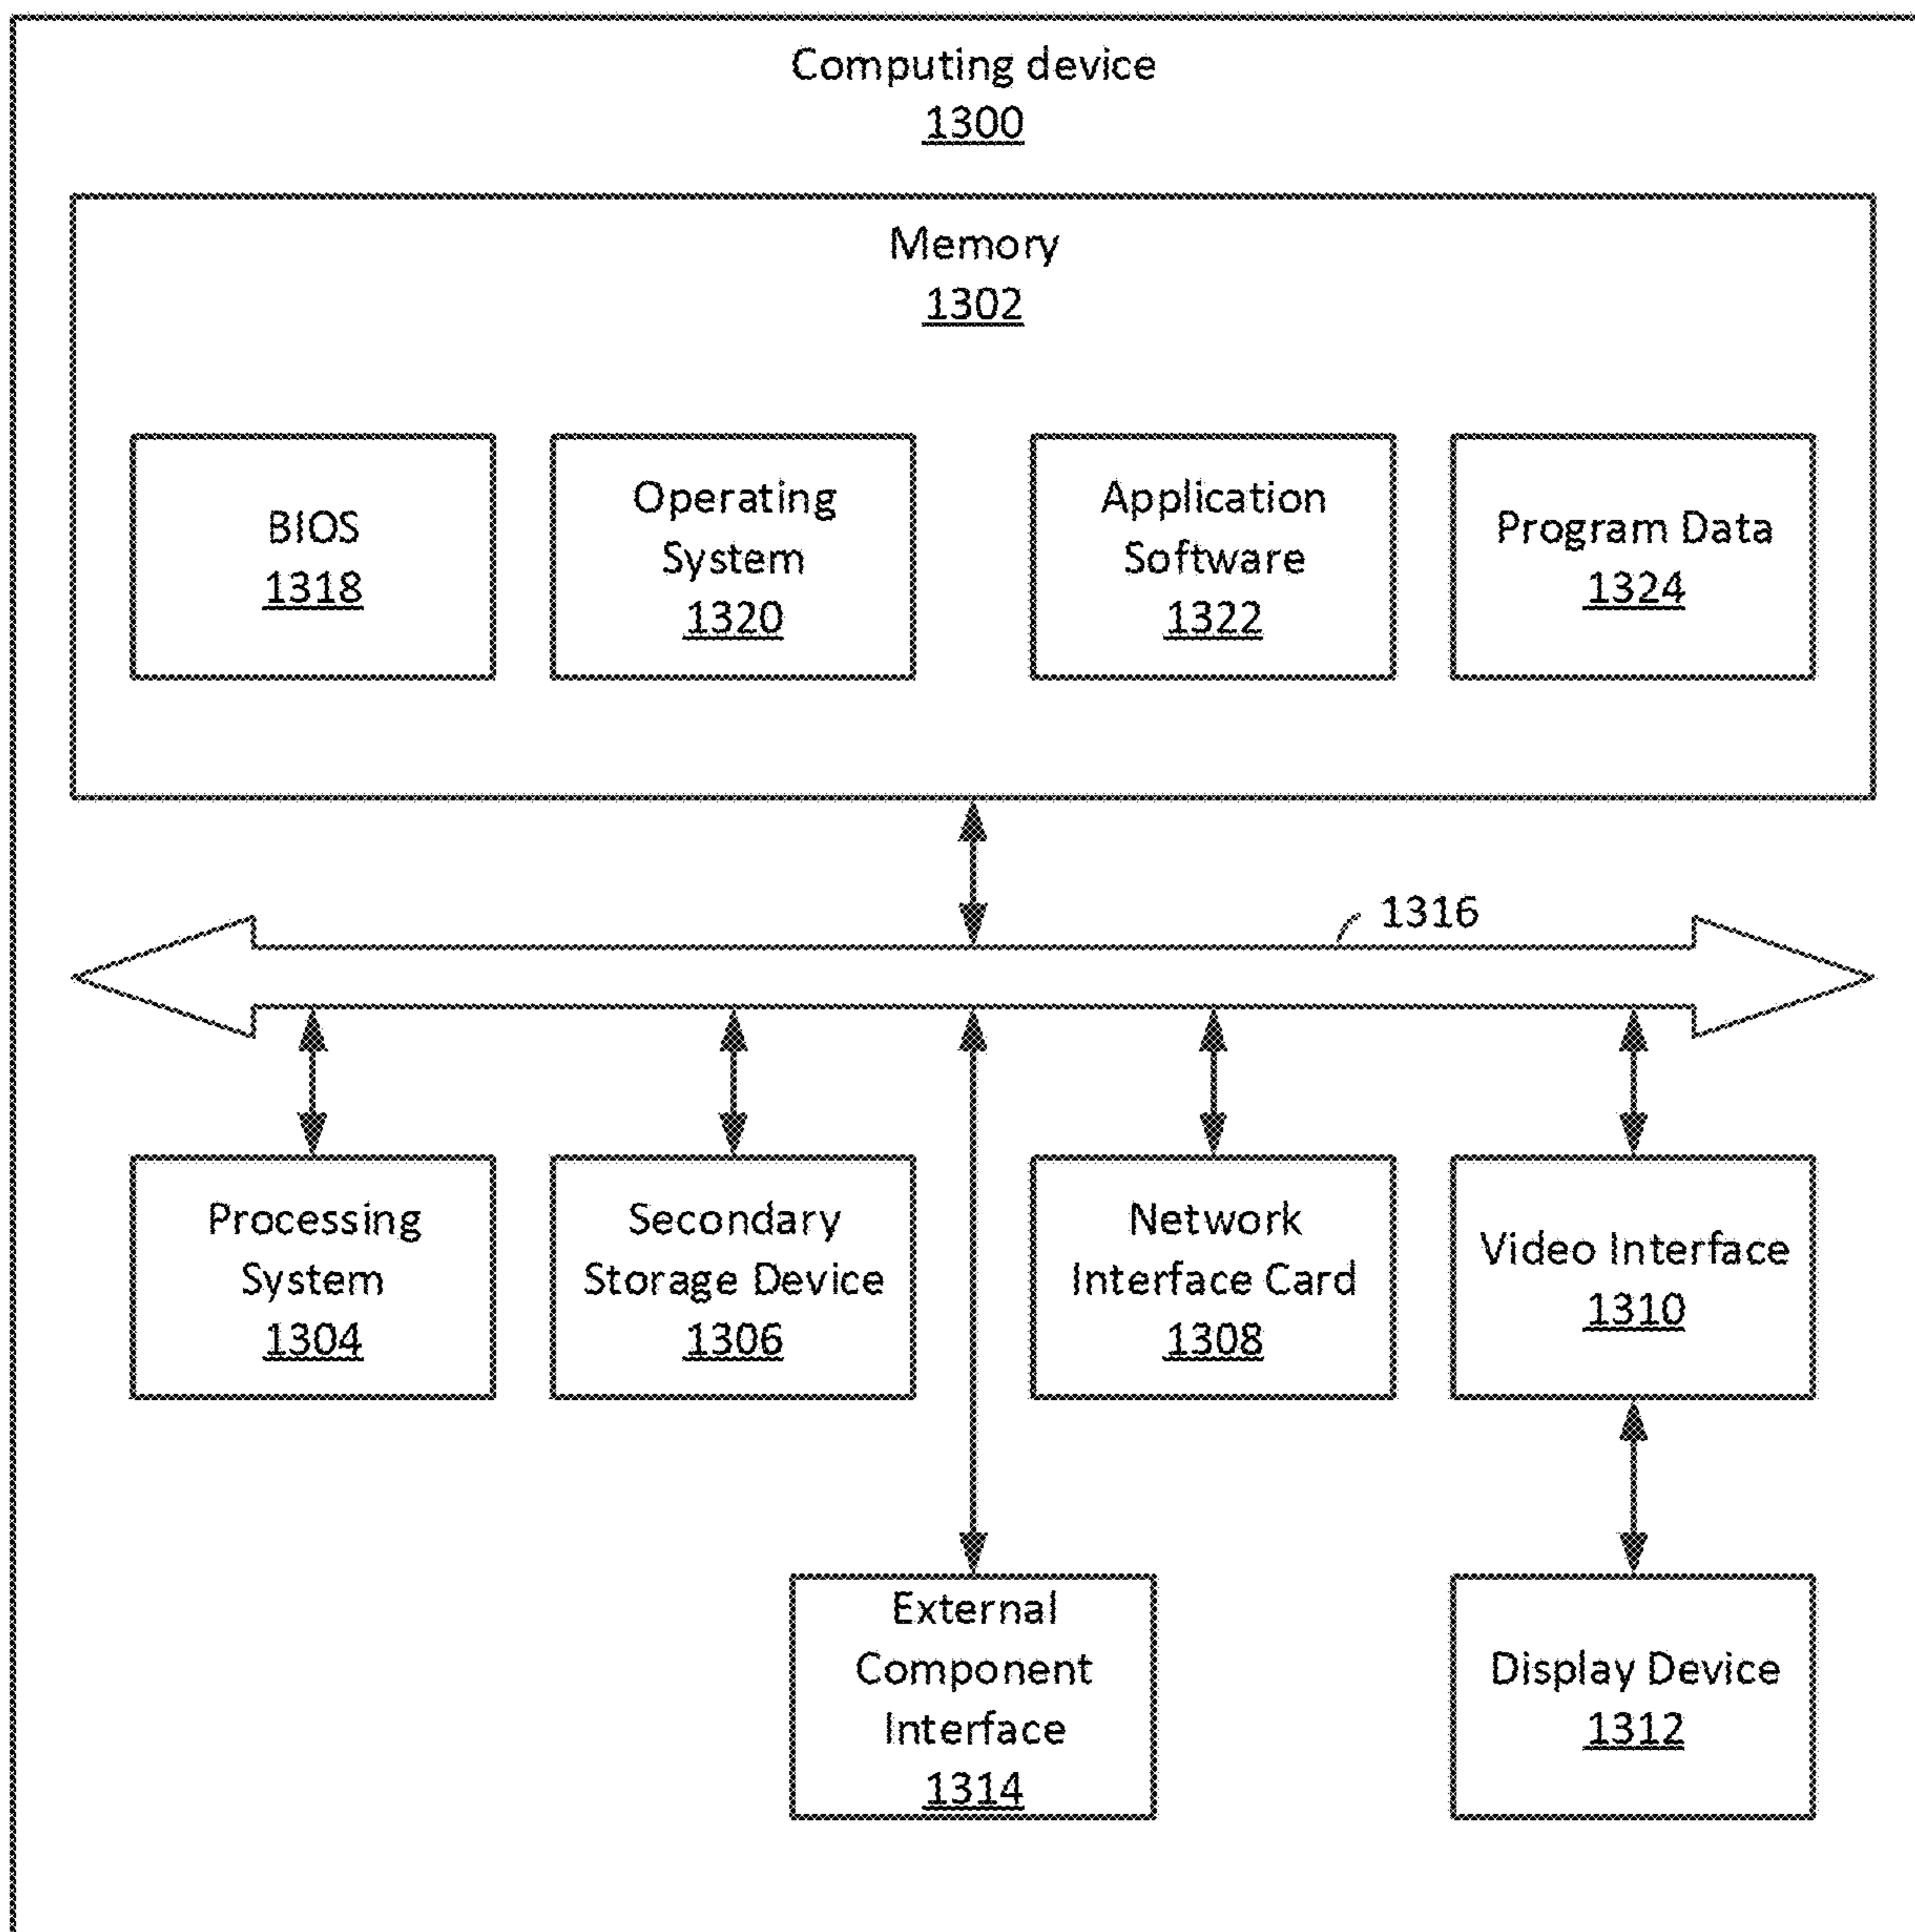 Computing device
1300
Memory
1302
BIOS
1318
Operating
System
1320
Application
Software
1322
Program Data
1324
1316
Processing
System
1304
Secondary
Storage Device
1306
Network
Interface Card
1308
Video Interface
1310
External
Component
Interface
1314
Display Device
1312